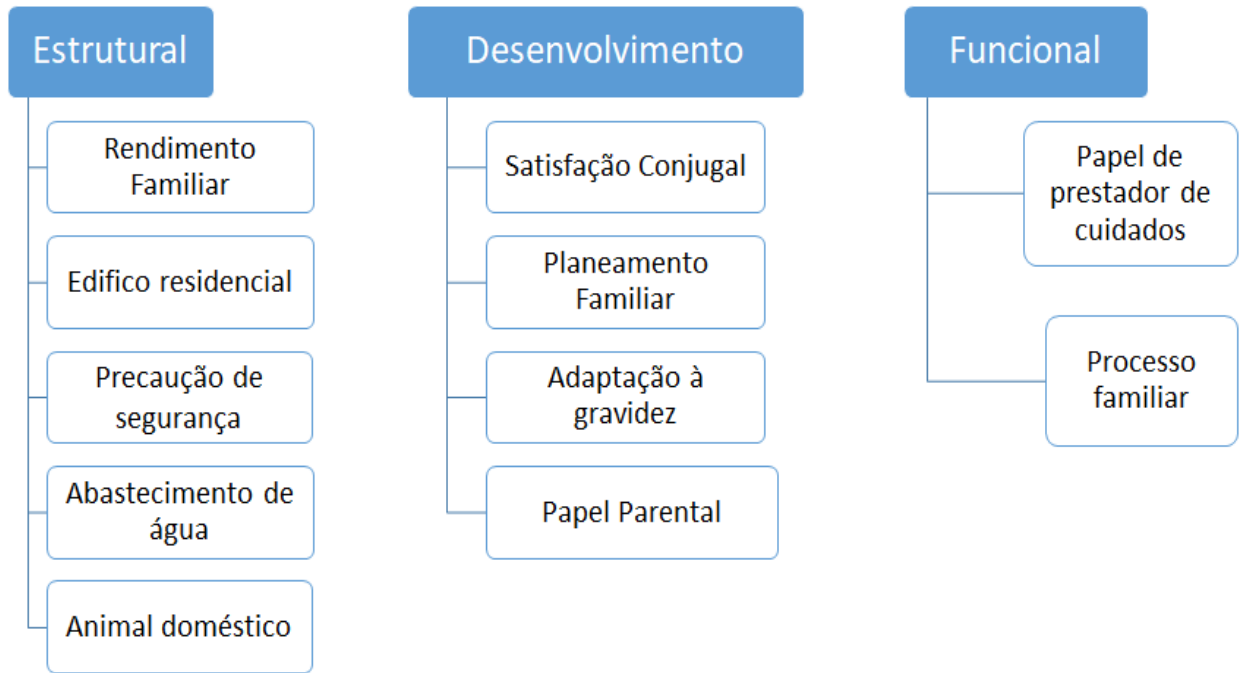 Estrutural
Rendimento
Familiar
Edifico residencial
Precaução de
segurança
Abastecimento de
água
Animal doméstico
Desenvolvimento
Satisfação Conjugal
Planeamento
Familiar
Adaptação à
gravidez
Papel Parental
Funcional
Papel de
prestador de
cuidados
Processo
familiar